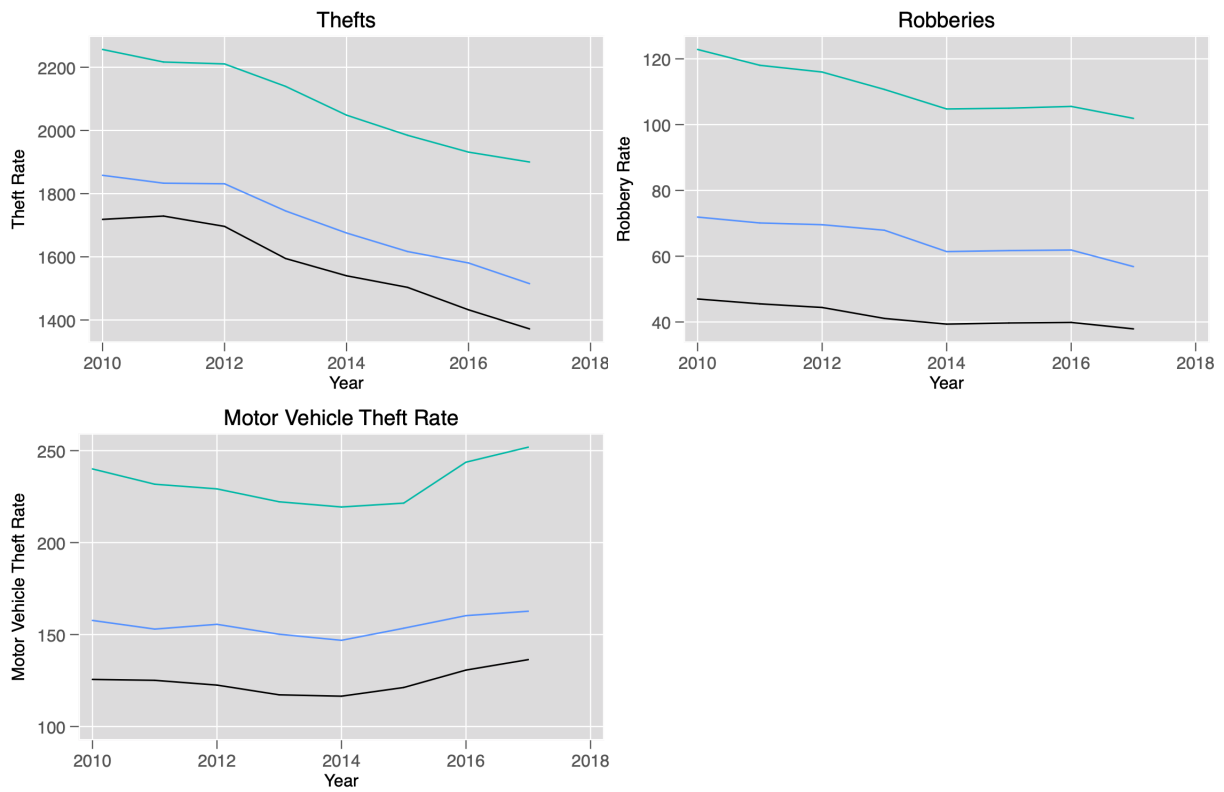 Thefts
Theft Rate
2200
2000
1800
1600
1400
2010 2012 2014 2016 2018
Year
Robberies
Robbery Rate
120
100
80
60
40
2010 2012 2014 2016 2018
Year
Motor Vehicle Theft Rate
Motor Vehicle Theft Rate
250
200
150
100
2010 2012 2014 2016 2018
Year